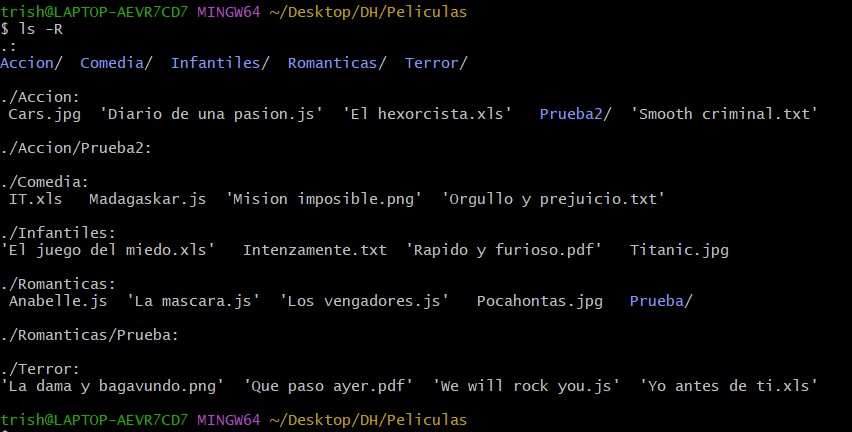 trish@LAPTOP-AEVR7CD7 MINGW64 ~/Desktop/DH/Peliculas
$ ls -R
.:
Accion/  Comedia/  Infantiles/  Romanticas/  Terror/
./Accion:
Cars.jpg  'Diario de una pasion.js'  'El hexorcista.xls'  Prueba2/  'Smooth criminal.txt'
./Accion/Prueba2:
./Comedia:
IT.xls  Madagaskar.js  'Mision imposible.png'  'Orgullo y prejuicio.txt'
./Infantiles:
'El juego del miedo.xls'  Intenzamente.txt  'Rapido y furioso.pdf'  Titanic.jpg
./Romanticas:
Anabelle.js  'La mascara.js'  'Los vengadores.js'  Pocahontas.jpg  Prueba/
./Romanticas/Prueba:
./Terror:
'La dama y bagavundo.png'  'Que paso ayer.pdf'  'We will rock you.js'  'Yo antes de ti.xls'
trish@LAPTOP-AEVR7CD7 MINGW64 ~/Desktop/DH/Peliculas